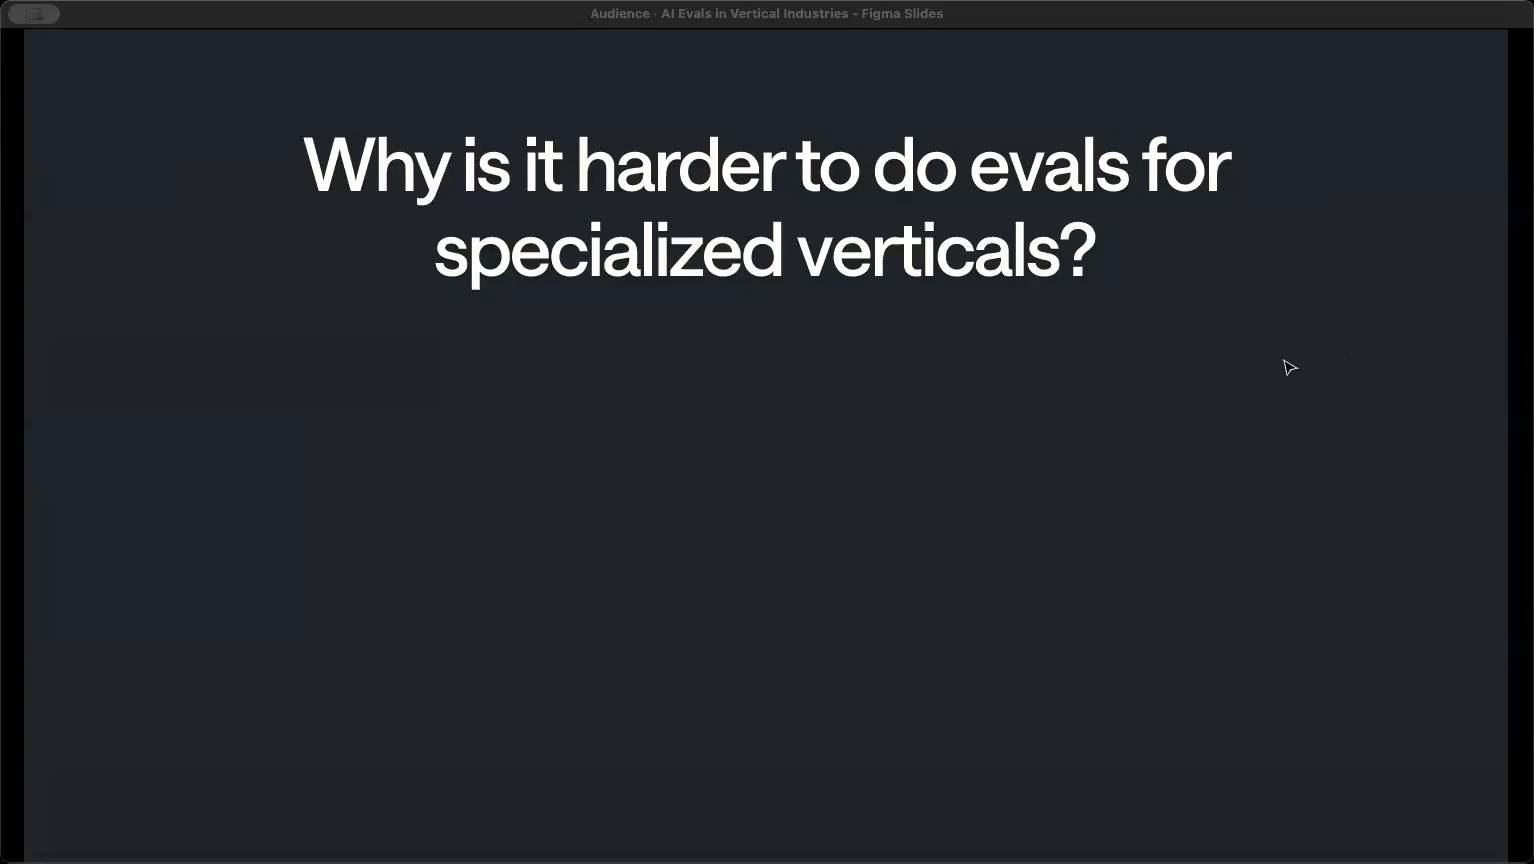 Audience · AI Evals in Vertical Industries - Figma Slides
Why is it harder to do evals for
specialized verticals?